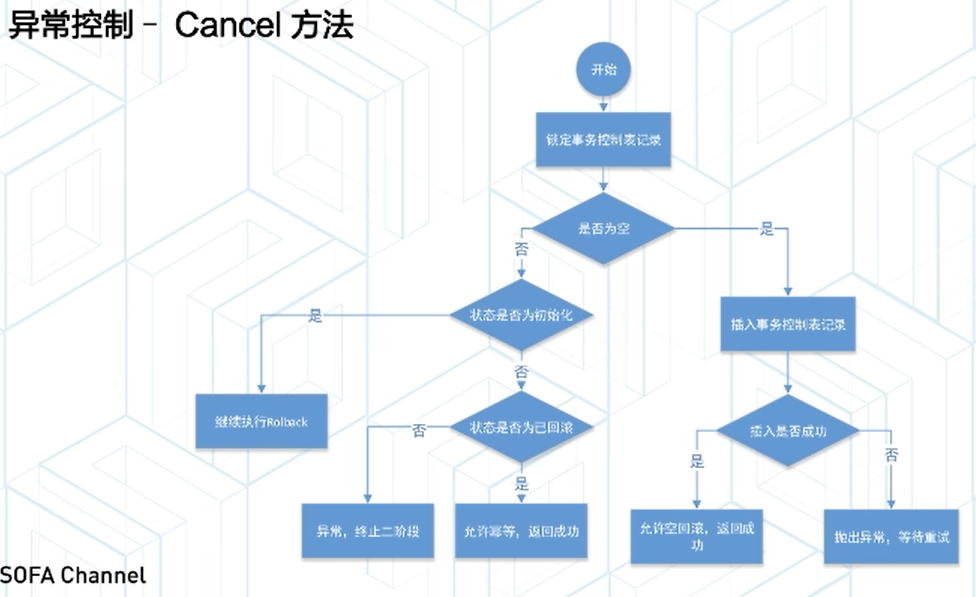 异常控制 – Cancel 方法
开始
锁定事务控制表记录
是否为空
否
是
状态是否为初始化
插入事务控制表记录
是
否
继续执行Rolback
状态是否为已回滚
插入是否成功
否
是
是
否
异常，终止二阶段
允许幂等，返回成功
允许空回滚，返回成
功
抛出异常，等待重试
SOFA Channel